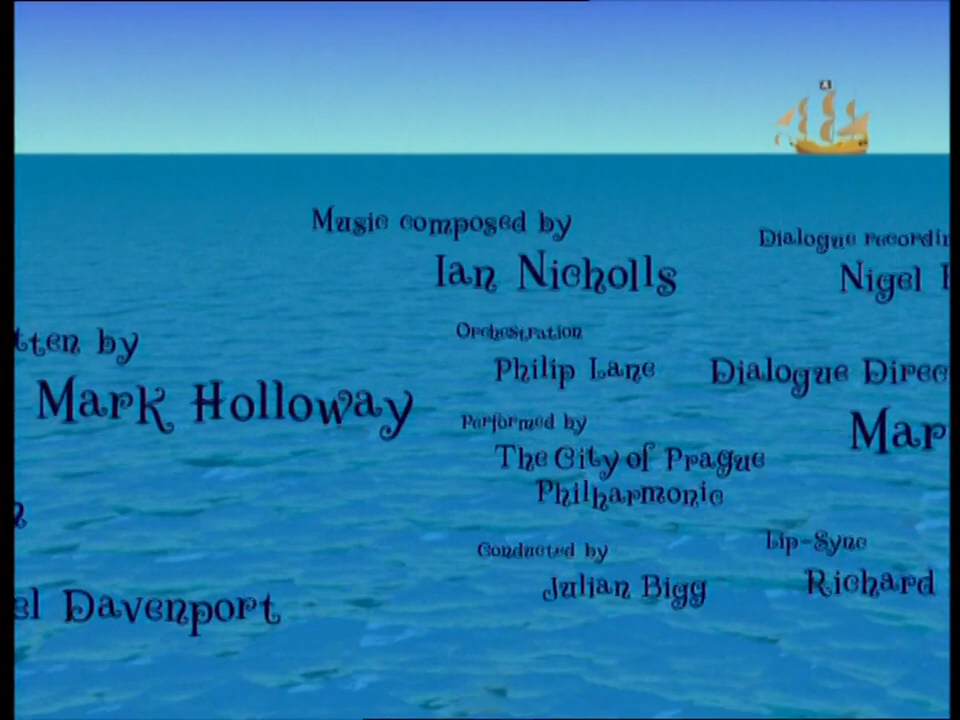 tten by
Mark Holloway
el Davenport
Music composed by
Ian Nicholls
Orchestration
Philip Lane
Performed by
The City of Prague
Philharmonic
Conducted by
Julian Bigg
Dialogue recordin
Nigel
Dialogue Direc
Mar
Lip-Sync
Richard